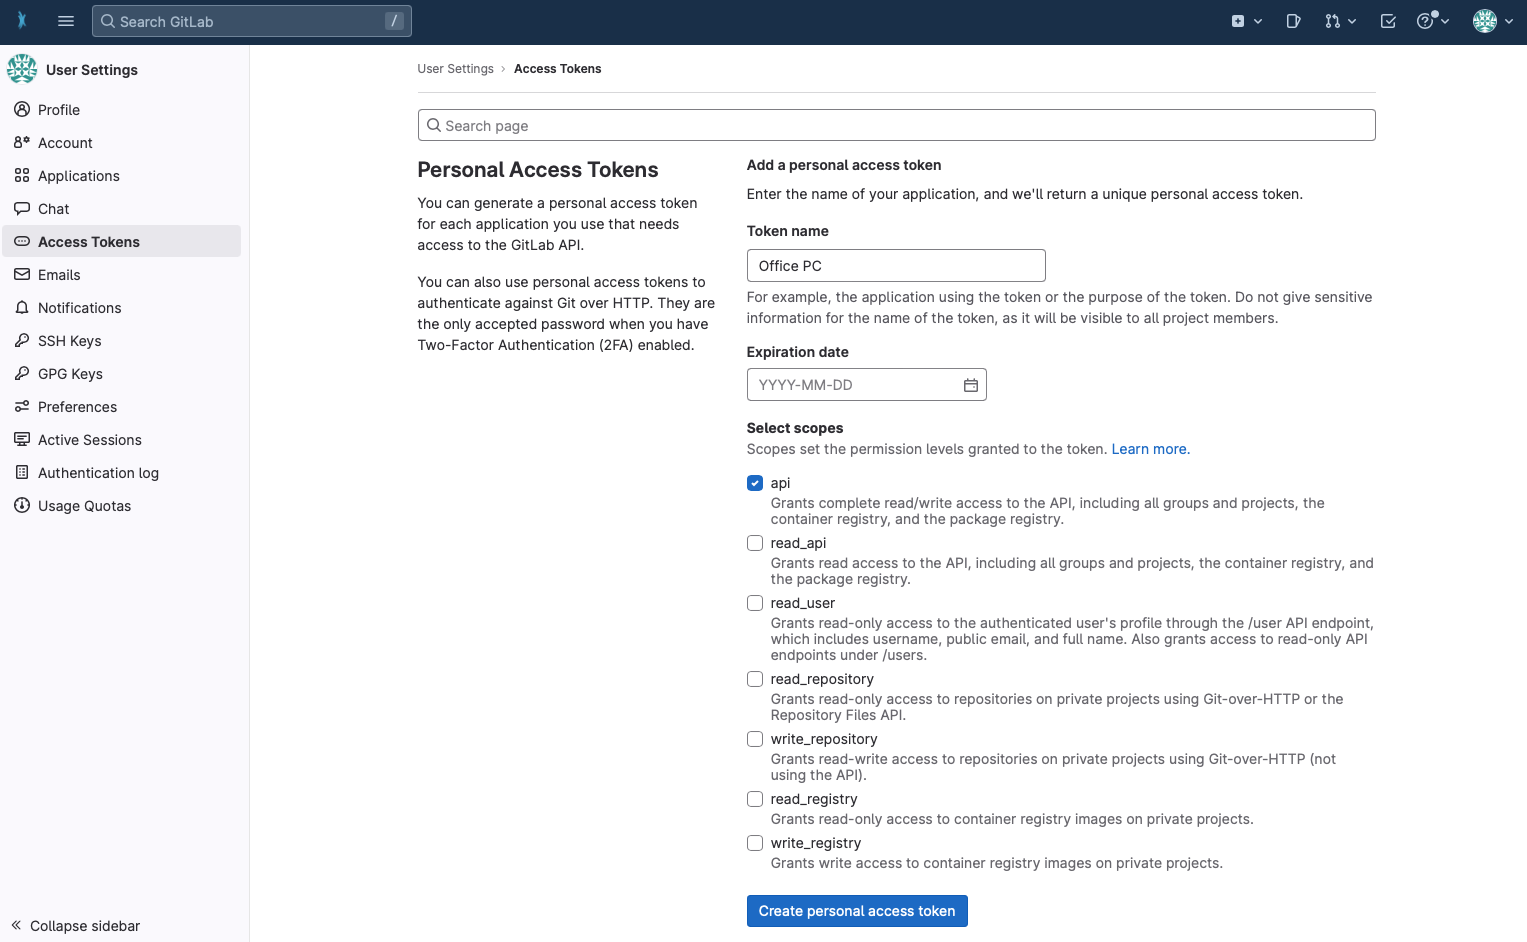 Search GitLab
/
User Settings
Profile
Account
Applications
Chat
Access Tokens
Emails
Notifications
SSH Keys
GPG Keys
Preferences
Active Sessions
Authentication log
Usage Quotas
Collapse sidebar
User Settings › Access Tokens
Search page
Personal Access Tokens
You can generate a personal access token
for each application you use that needs
access to the GitLab API.
You can also use personal access tokens to
authenticate against Git over HTTP. They are
the only accepted password when you have
Two-Factor Authentication (2FA) enabled.
Add a personal access token
Enter the name of your application, and we'll return a unique personal access token.
Token name
Office PC
For example, the application using the token or the purpose of the token. Do not give sensitive
information for the name of the token, as it will be visible to all project members.
Expiration date
YYYY-MM-DD
Select scopes
Scopes set the permission levels granted to the token. Learn more.
api
Grants complete read/write access to the API, including all groups and projects, the
container registry, and the package registry.
read_api
Grants read access to the API, including all groups and projects, the container registry, and
the package registry.
read_user
Grants read-only access to the authenticated user's profile through the /user API endpoint,
which includes username, public email, and full name. Also grants access to read-only API
endpoints under /users.
read_repository
Grants read-only access to repositories on private projects using Git-over-HTTP or the
Repository Files API.
write_repository
Grants read-write access to repositories on private projects using Git-over-HTTP (not
using the API).
read_registry
Grants read-only access to container registry images on private projects.
write_registry
Grants write access to container registry images on private projects.
Create personal access token